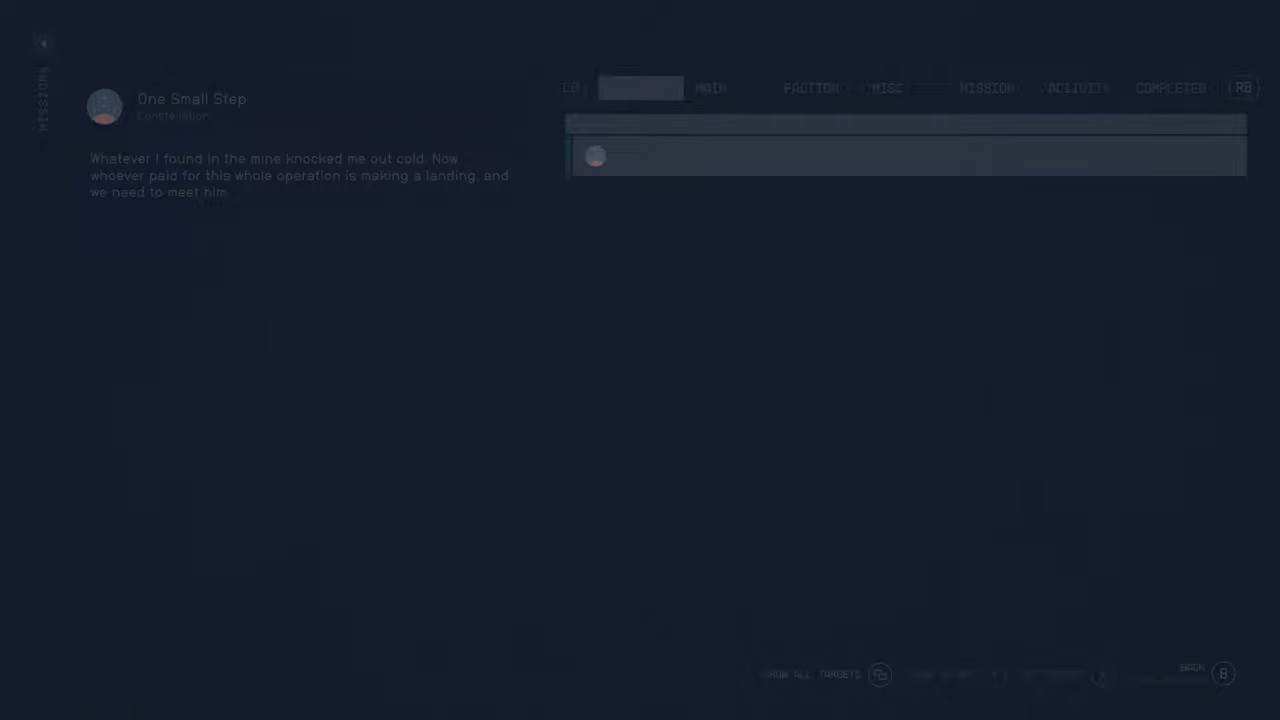 MISSIONS
One Small Step
Constellation
Whatever I found in the mine knocked me out cold. Now
whoever paid for this whole operation is making a landing, and
we need to meet him.
LB
MAIN
FACTION
MISC
MISSION
ACTIVITY
COMPLETED
RB
SHOW ALL TARGETS
BACK
B